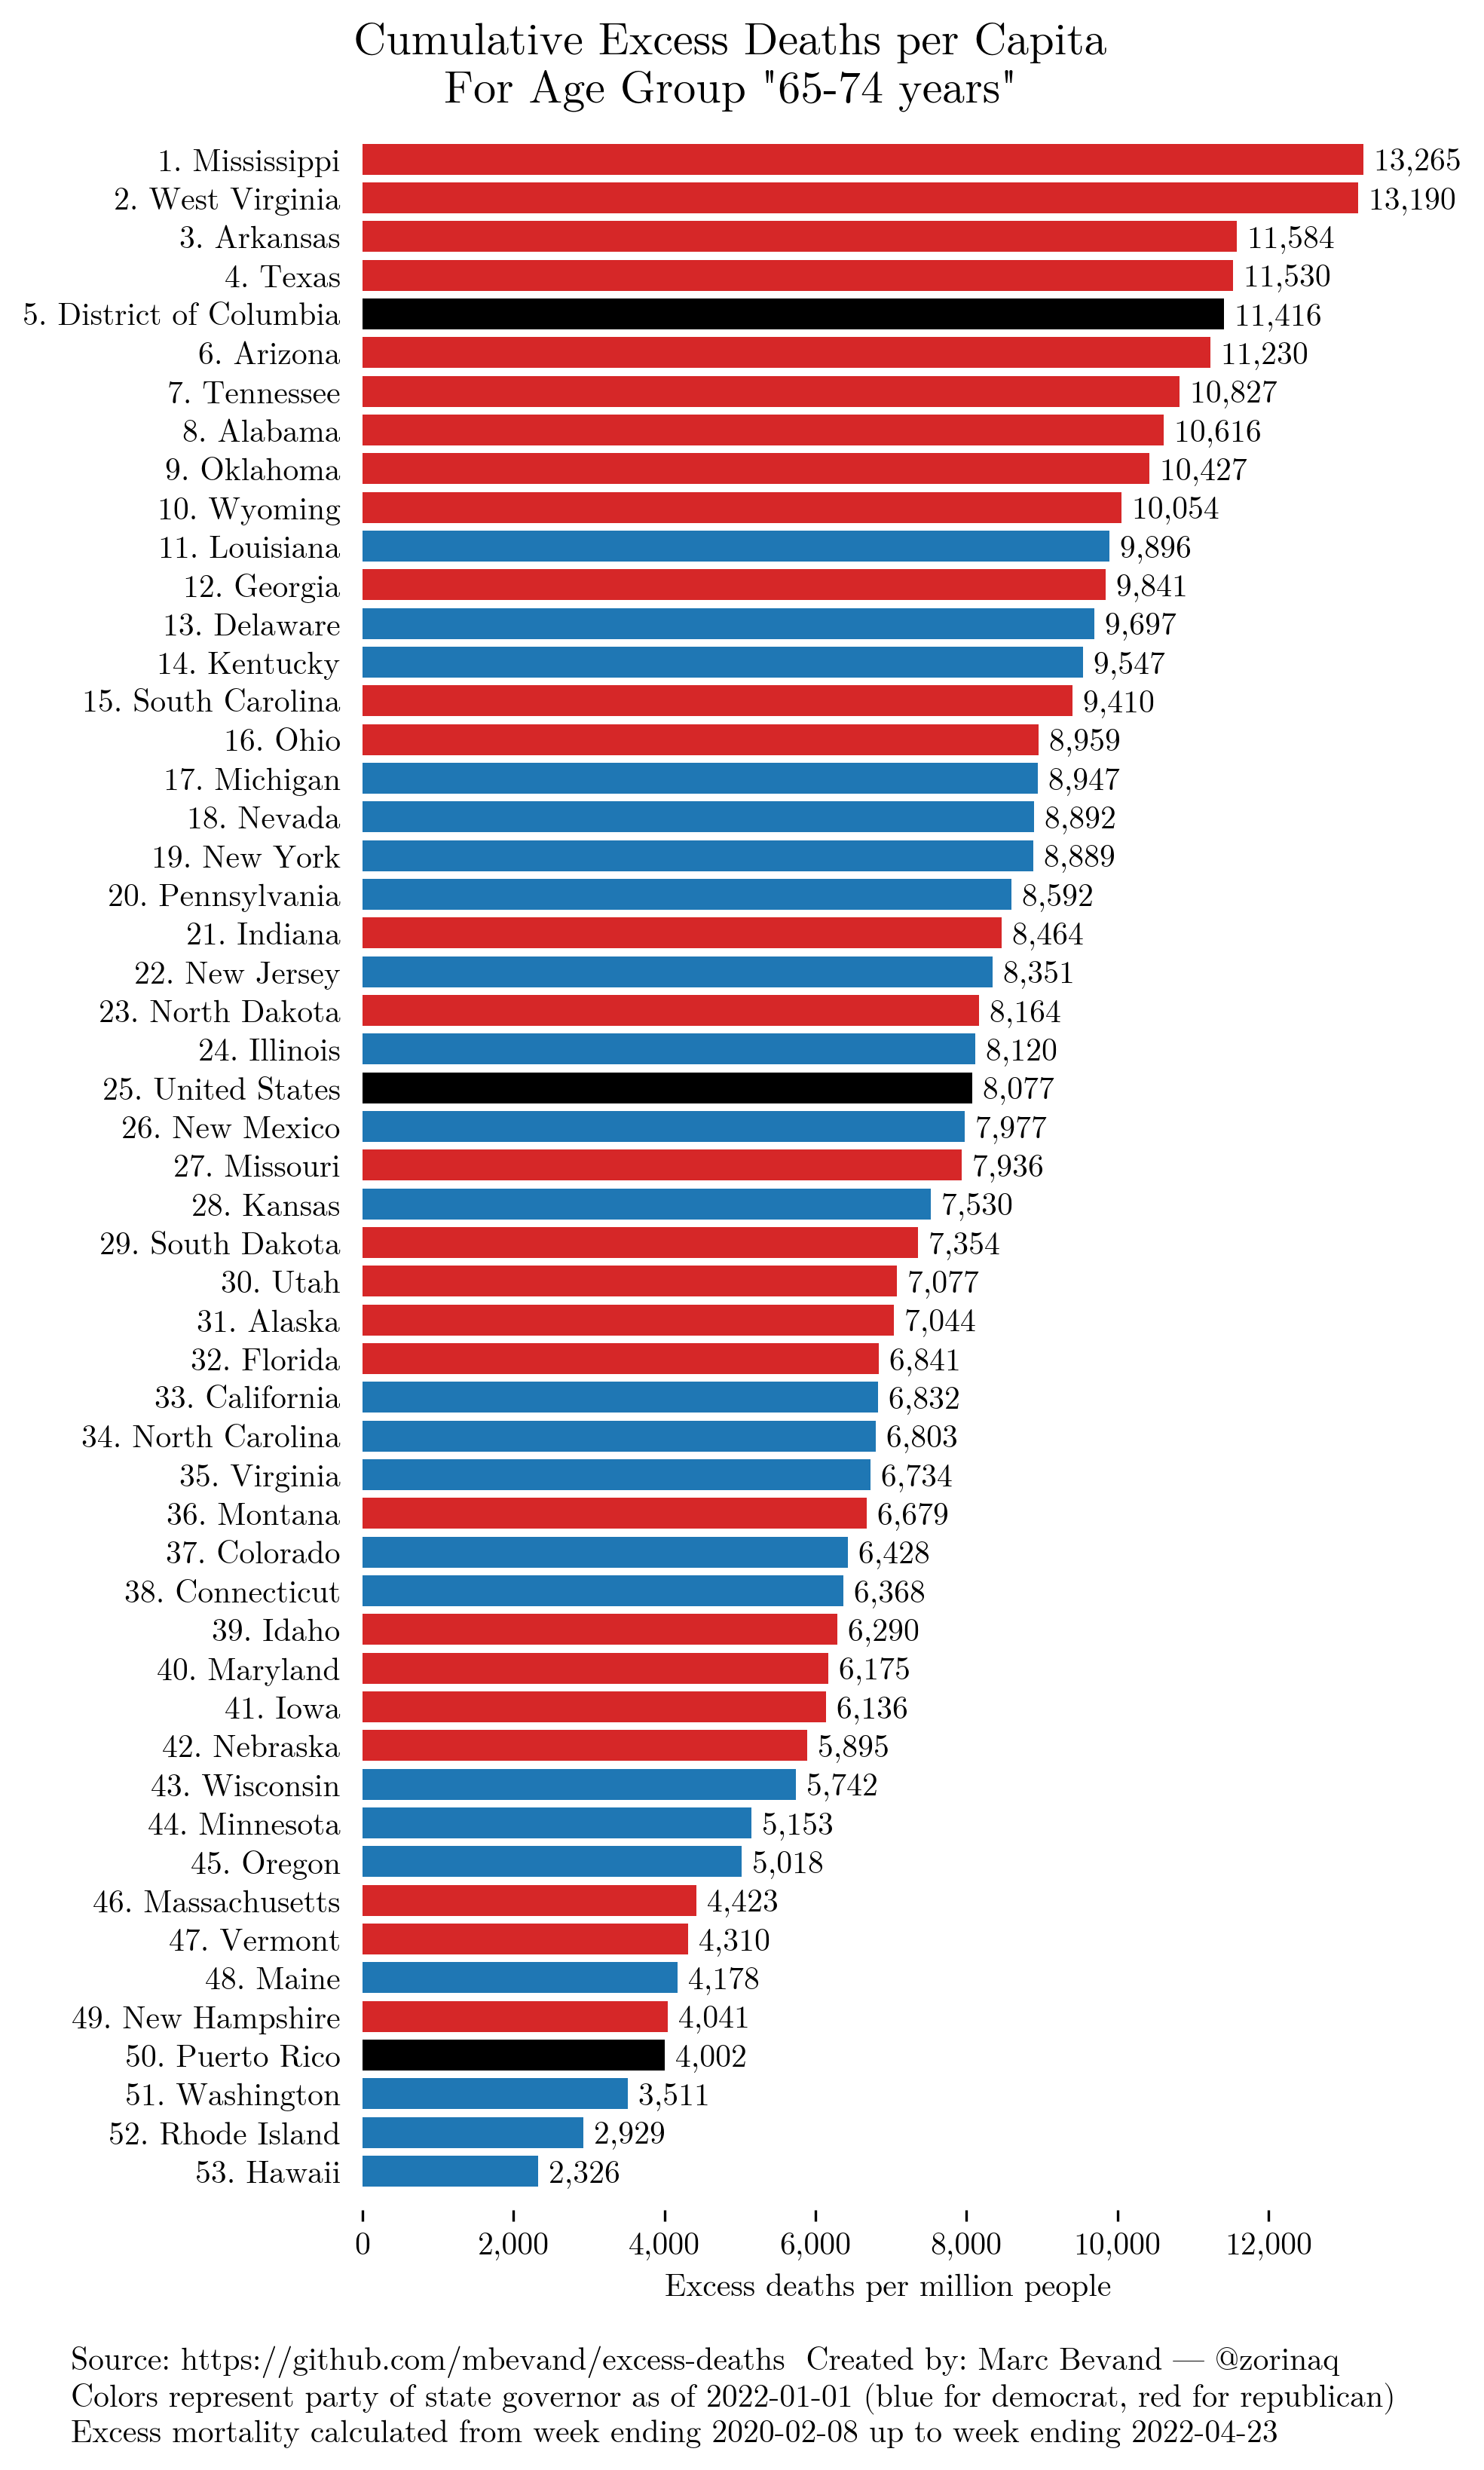 Cumulative Excess Deaths per Capita
For Age Group "65-74 years"
1. Mississippi 13,265
2. West Virginia 13,190
3. Arkansas 11,584
4. Texas 11,530
5. District of Columbia 11,416
6. Arizona 11,230
7. Tennessee 10,827
8. Alabama 10,616
9. Oklahoma 10,427
10. Wyoming 10,054
11. Louisiana 9,896
12. Georgia 9,841
13. Delaware 9,697
14. Kentucky 9,547
15. South Carolina 9,410
16. Ohio 8,959
17. Michigan 8,947
18. Nevada 8,892
19. New York 8,889
20. Pennsylvania 8,592
21. Indiana 8,464
22. New Jersey 8,351
23. North Dakota 8,164
24. Illinois 8,120
25. United States 8,077
26. New Mexico 7,977
27. Missouri 7,936
28. Kansas 7,530
29. South Dakota 7,354
30. Utah 7,077
31. Alaska 7,044
32. Florida 6,841
33. California 6,832
34. North Carolina 6,803
35. Virginia 6,734
36. Montana 6,679
37. Colorado 6,428
38. Connecticut 6,368
39. Idaho 6,290
40. Maryland 6,175
41. Iowa 6,136
42. Nebraska 5,895
43. Wisconsin 5,742
44. Minnesota 5,153
45. Oregon 5,018
46. Massachusetts 4,423
47. Vermont 4,310
48. Maine 4,178
49. New Hampshire 4,041
50. Puerto Rico 4,002
51. Washington 3,511
52. Rhode Island 2,929
53. Hawaii 2,326
0 2,000 4,000 6,000 8,000 10,000 12,000
Excess deaths per million people
Source: https://github.com/mbevand/excess-deaths Created by: Marc Bevand — @zorinaq
Colors represent party of state governor as of 2022-01-01 (blue for democrat, red for republican)
Excess mortality calculated from week ending 2020-02-08 up to week ending 2022-04-23